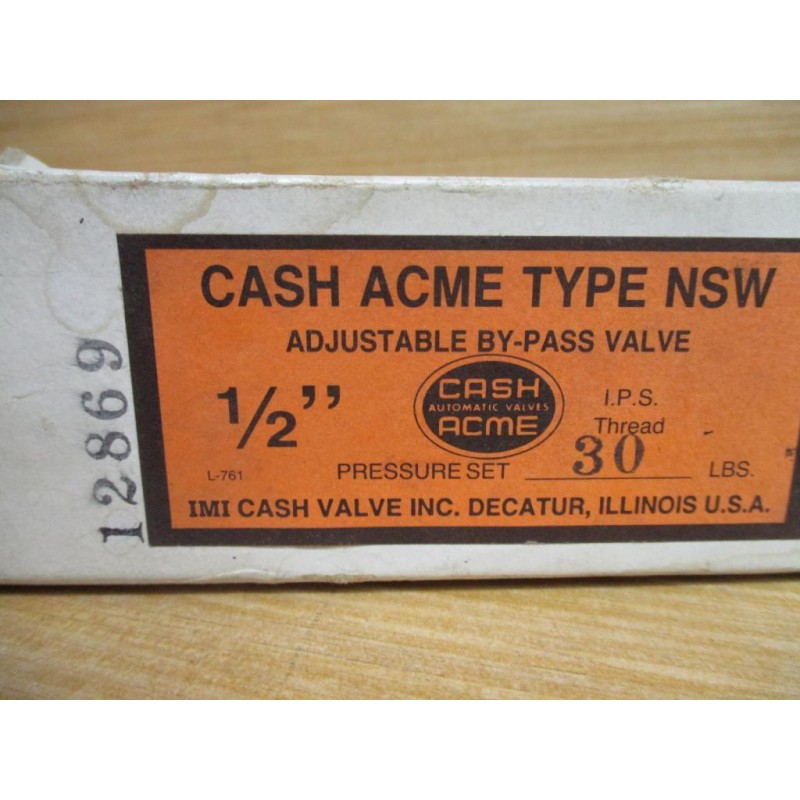 CASH ACME TYPE NSW
ADJUSTABLE BY-PASS VALVE
1/2”
CASH
AUTOMATIC VALVES
ACME
I.P.S.
Thread
L-761
PRESSURE SET 30 LBS.
IMI CASH VALVE INC. DECATUR, ILLINOIS U.S.A.
12869